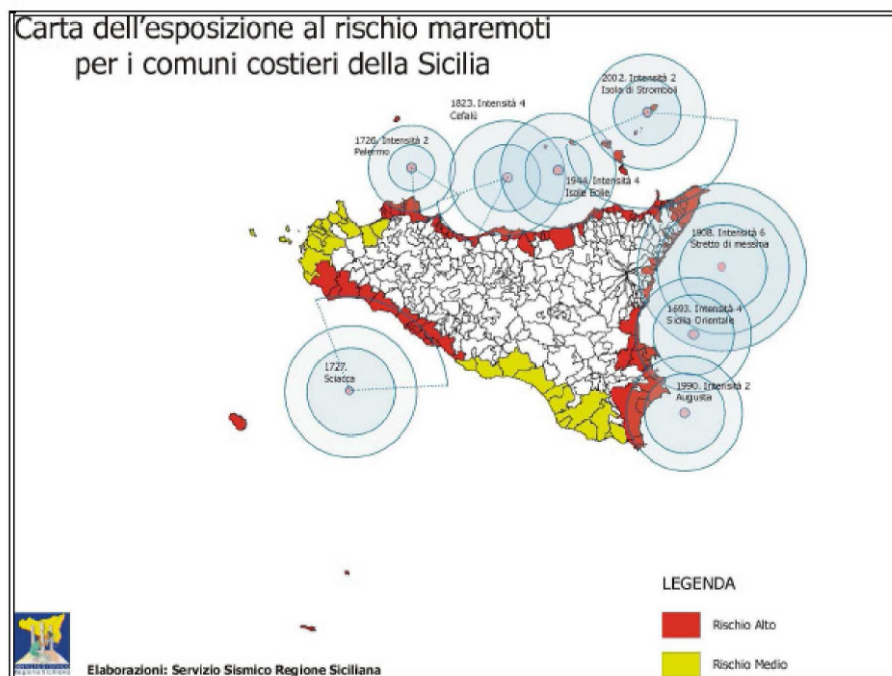 Carta dell'esposizione al rischio maremoti
per i comuni costieri della Sicilia
2002. Intensità 2
Isola di Stromboli
1823. Intensità 4
Cefalù
1726. Intensità 2
Palermo
1944. Intensità 4
Isole Eolie
1908. Intensità 6
Stretto di messina
1693. Intensità 4
Sicilia Orientale
1727.
Sciacca
1990. Intensità 2
Augusta
LEGENDA
Rischio Alto
Rischio Medio
Regione Siciliana
Elaborazioni: Servizio Sismico Regione Siciliana